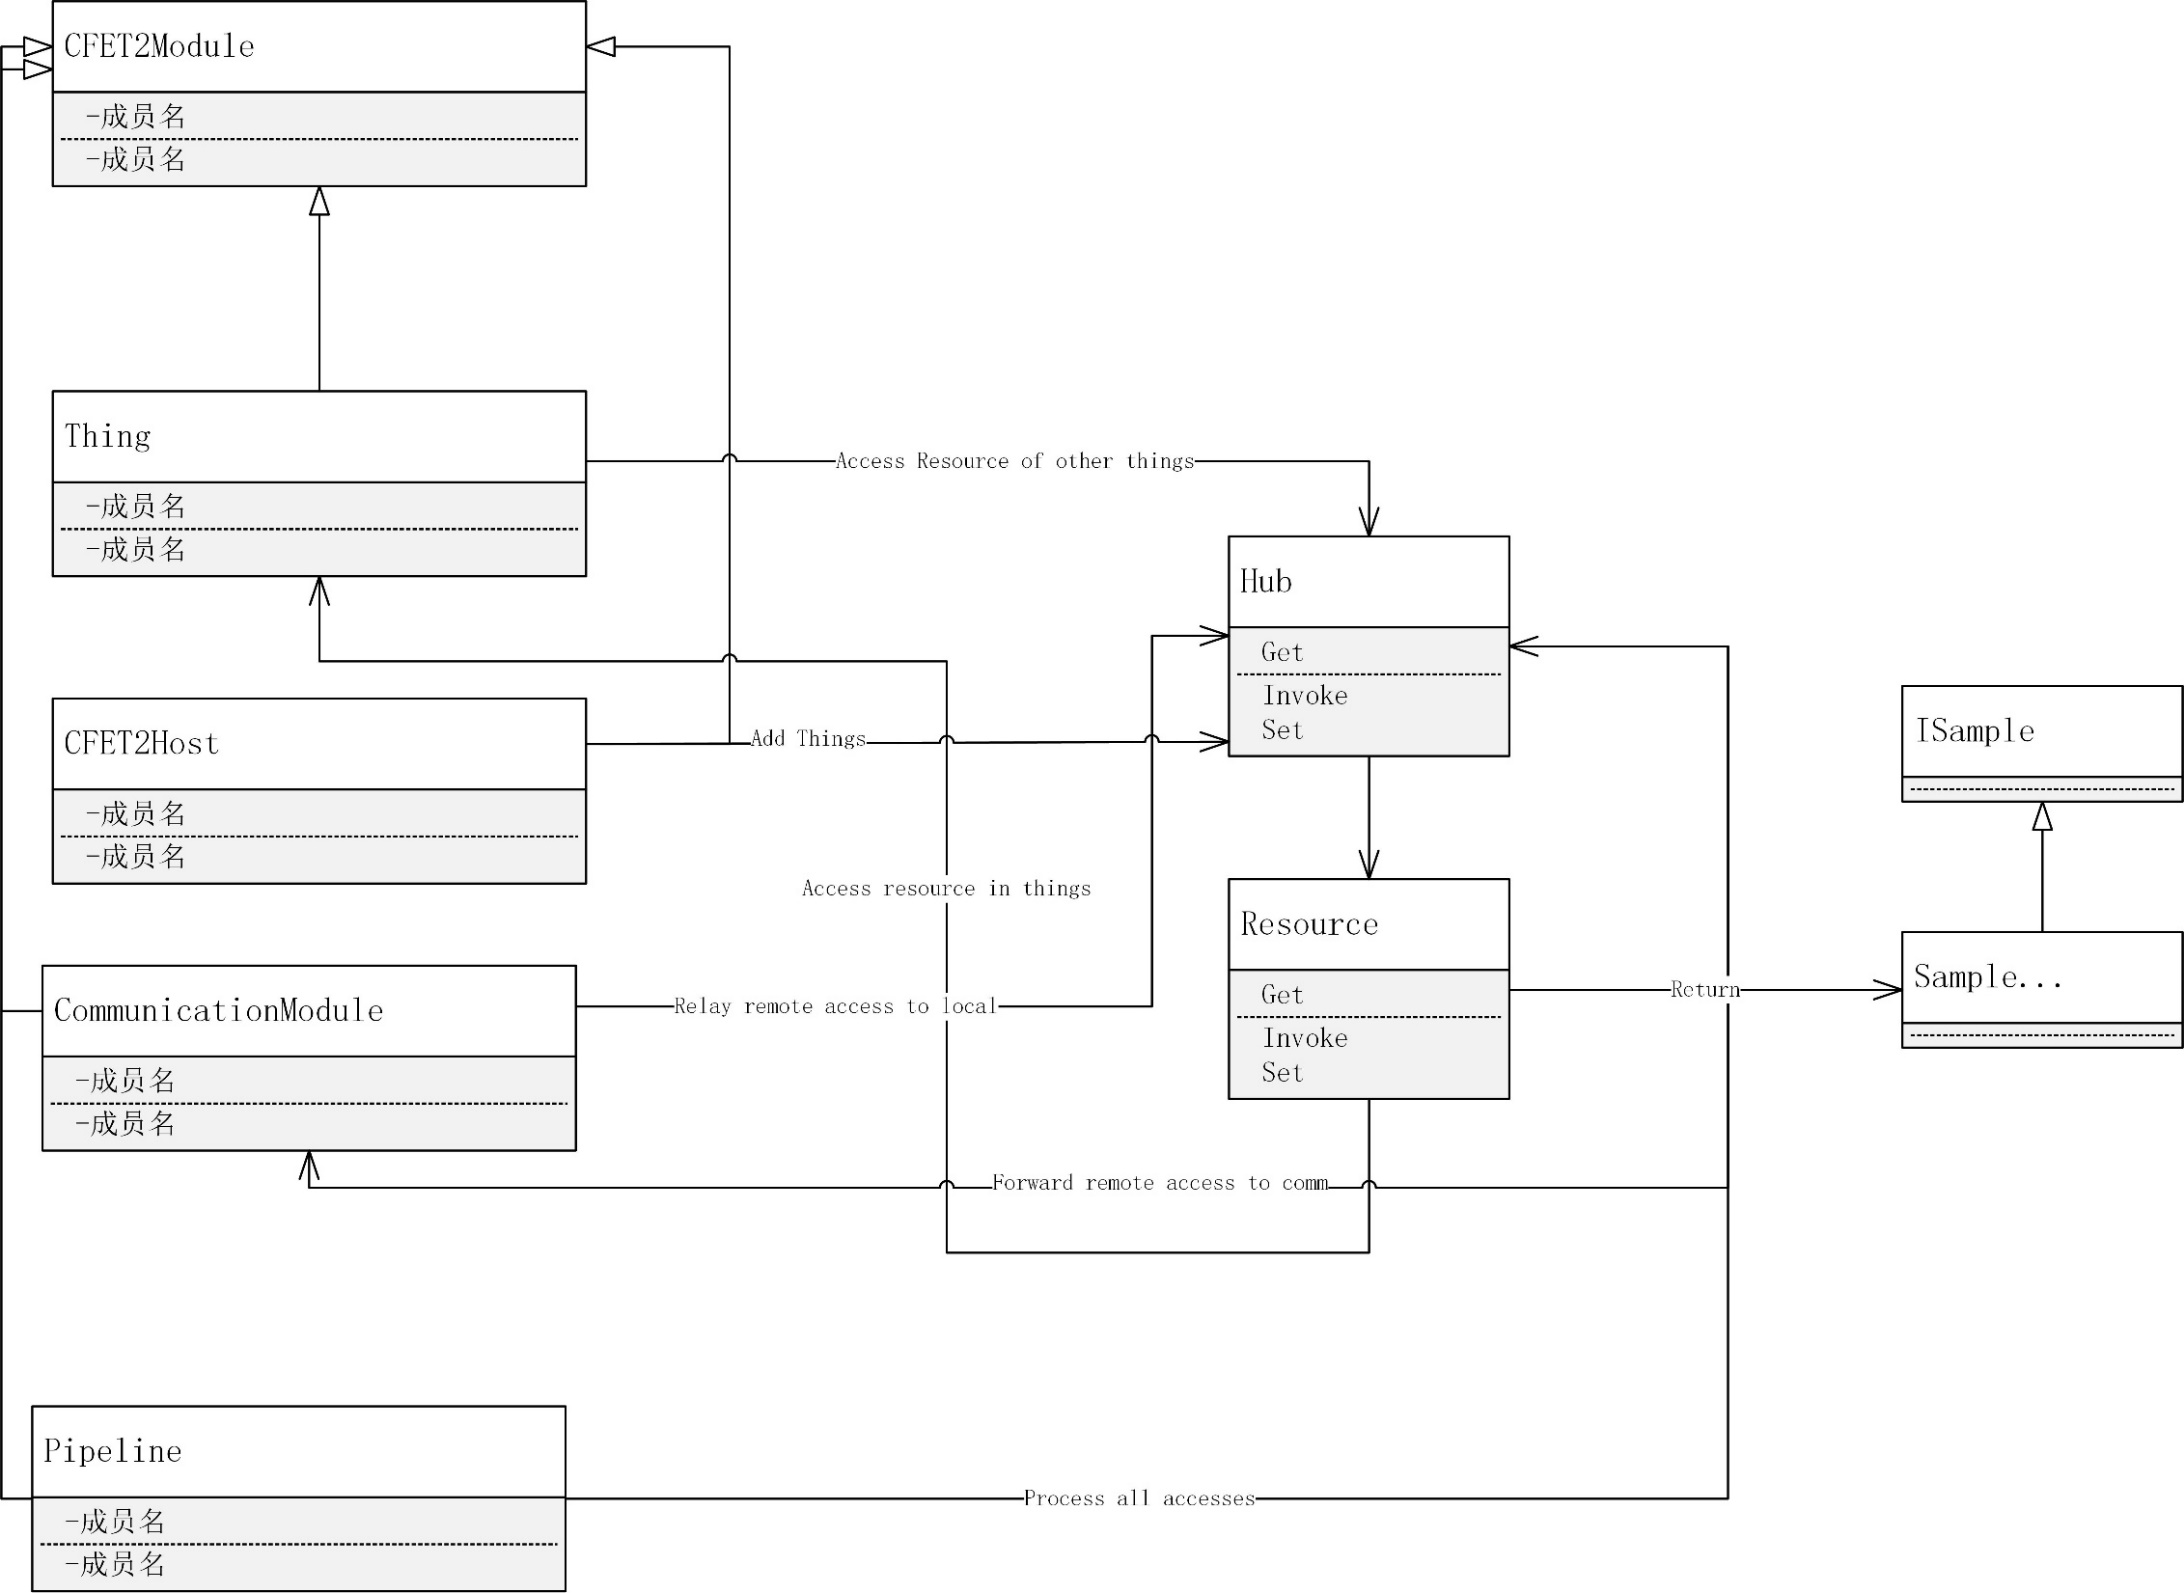 CFET2Module
-成员名
-成员名
Thing
-成员名
-成员名
Access Resource of other things
Hub
Get
Invoke
Set
CFET2Host
-成员名
-成员名
Add Things
ISample
Access resource in things
Resource
Get
Invoke
Set
Return
Sample...
CommunicationModule
-成员名
-成员名
Relay remote access to local
Forward remote access to comm
Pipeline
-成员名
-成员名
Process all accesses